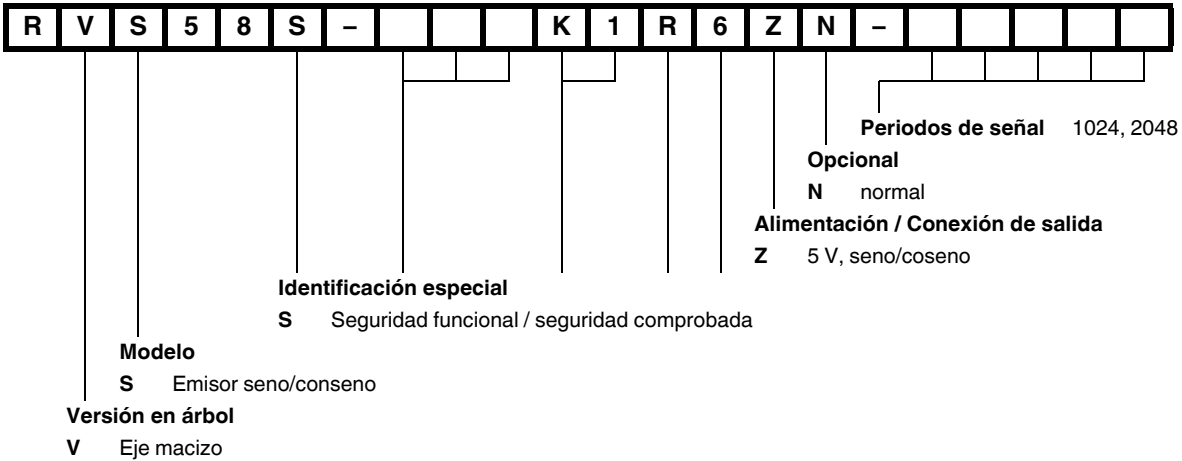 R V S 5 8 S – K 1 R 6 Z N –
Periodos de señal 1024, 2048
Opcional
N normal
Alimentación / Conexión de salida
Z 5 V, seno/coseno
Identificación especial
S Seguridad funcional / seguridad comprobada
Modelo
S Emisor seno/conseno
Versión en árbol
V Eje macizo